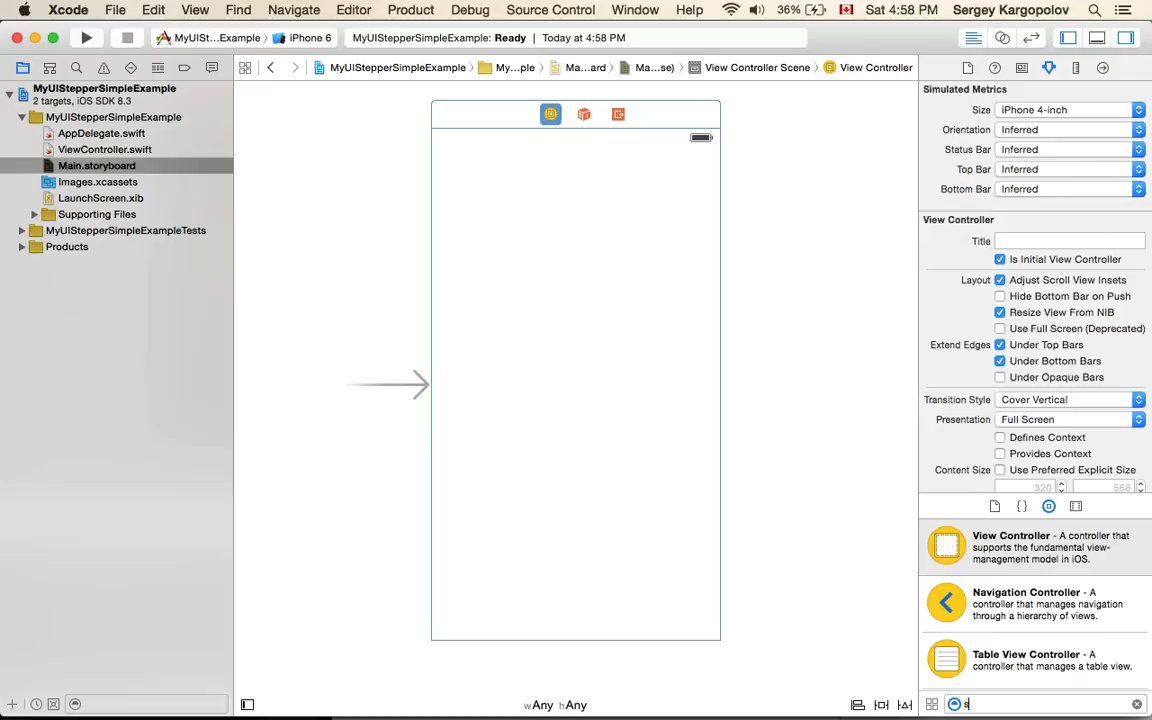 Xcode File Edit View Find Navigate Editor Product Debug Source Control Window Help 36% Sat 4:58 PM Sergey Kargopolov
MyUISt...Example iPhone 6 MyUIStepperSimpleExample: Ready Today at 4:58 PM
MyUIStepperSimpleExample My...ple Ma...ard Ma...se) View Controller Scene View Controller
MyUIStepperSimpleExample
2 targets, iOS SDK 8.3
MyUIStepperSimpleExample
AppDelegate.swift
ViewController.swift
Main.storyboard
Images.xcassets
LaunchScreen.xib
Supporting Files
MyUIStepperSimpleExampleTests
Products
wAny hAny
Simulated Metrics
Size iPhone 4-inch
Orientation Inferred
Status Bar Inferred
Top Bar Inferred
Bottom Bar Inferred
View Controller
Title
Is Initial View Controller
Layout Adjust Scroll View Insets
Hide Bottom Bar on Push
Resize View From NIB
Use Full Screen (Deprecated)
Extend Edges Under Top Bars
Under Bottom Bars
Under Opaque Bars
Transition Style Cover Vertical
Presentation Full Screen
Defines Context
Provides Context
Content Size Use Preferred Explicit Size
320 568
View Controller - A controller that
supports the fundamental view-
management model in iOS.
Navigation Controller - A
controller that manages navigation
through a hierarchy of views.
Table View Controller - A
controller that manages a table view.
s